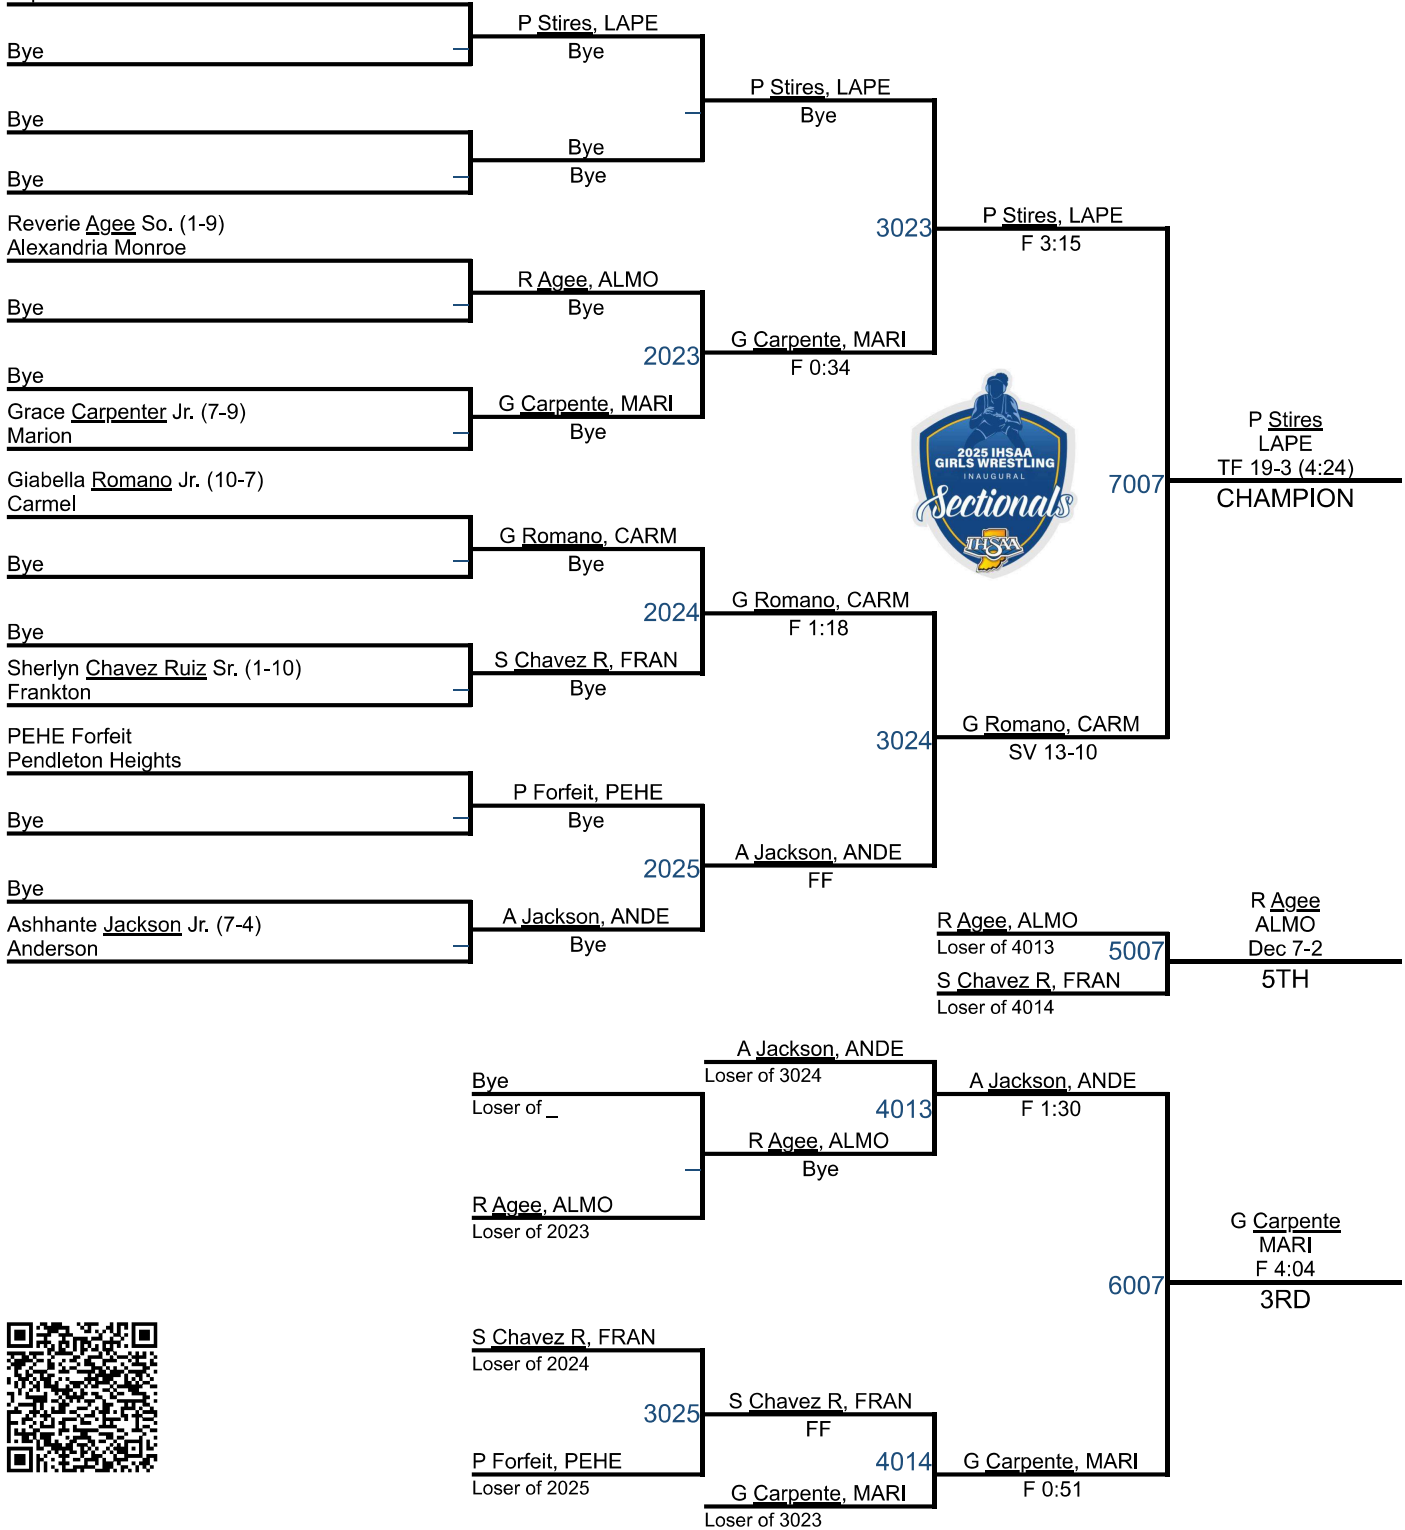 P Stires, LAPE
Bye
Bye
P Stires, LAPE
Bye
Bye
Bye
Bye
Bye
Reverie Agee So. (1-9)
Alexandria Monroe
3023
P Stires, LAPE
F 3:15
R Agee, ALMO
Bye
Bye
2023
G Carpente, MARI
F 0:34
Bye
Grace Carpenter Jr. (7-9)
Marion
G Carpente, MARI
Bye
2025 IHSAA
GIRLS WRESTLING
INAUGURAL
Sectionals
IHSAA
7007
P Stires
LAPE
TF 19-3 (4:24)
CHAMPION
Giabella Romano Jr. (10-7)
Carmel
G Romano, CARM
Bye
Bye
2024
G Romano, CARM
F 1:18
Bye
Sherlyn Chavez Ruiz Sr. (1-10)
Frankton
S Chavez R, FRAN
Bye
3024
G Romano, CARM
SV 13-10
PEHE Forfeit
Pendleton Heights
P Forfeit, PEHE
Bye
Bye
2025
A Jackson, ANDE
FF
Bye
Ashhante Jackson Jr. (7-4)
Anderson
A Jackson, ANDE
Bye
R Agee, ALMO
Loser of 4013
5007
S Chavez R, FRAN
Loser of 4014
R Agee
ALMO
Dec 7-2
5TH
A Jackson, ANDE
Loser of 3024
Bye
Loser of _
4013
A Jackson, ANDE
F 1:30
R Agee, ALMO
Bye
R Agee, ALMO
Loser of 2023
6007
G Carpente
MARI
F 4:04
3RD
S Chavez R, FRAN
Loser of 2024
3025
S Chavez R, FRAN
FF
P Forfeit, PEHE
Loser of 2025
4014
G Carpente, MARI
F 0:51
G Carpente, MARI
Loser of 3023